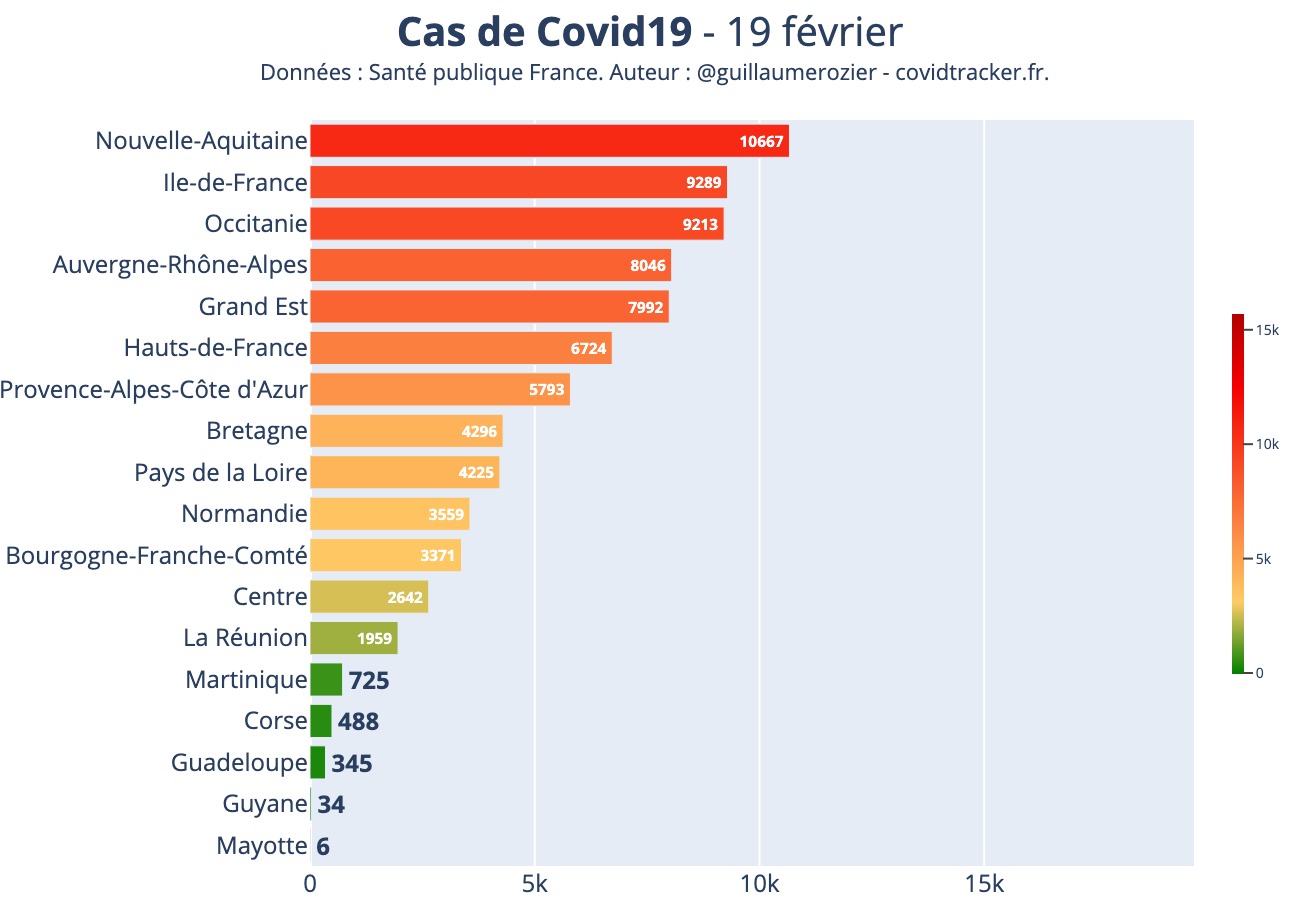 Cas de Covid19 - 19 février
Données : Santé publique France. Auteur : @guillaumerozier - covidtracker.fr.
Nouvelle-Aquitaine 10667
Ile-de-France 9289
Occitanie 9213
Auvergne-Rhône-Alpes 8046
Grand Est 7992
Hauts-de-France 6724
Provence-Alpes-Côte d'Azur 5793
Bretagne 4296
Pays de la Loire 4225
Normandie 3559
Bourgogne-Franche-Comté 3371
Centre 2642
La Réunion 1959
Martinique 725
Corse 488
Guadeloupe 345
Guyane 34
Mayotte 6
0 5k 10k 15k
15k
10k
5k
0